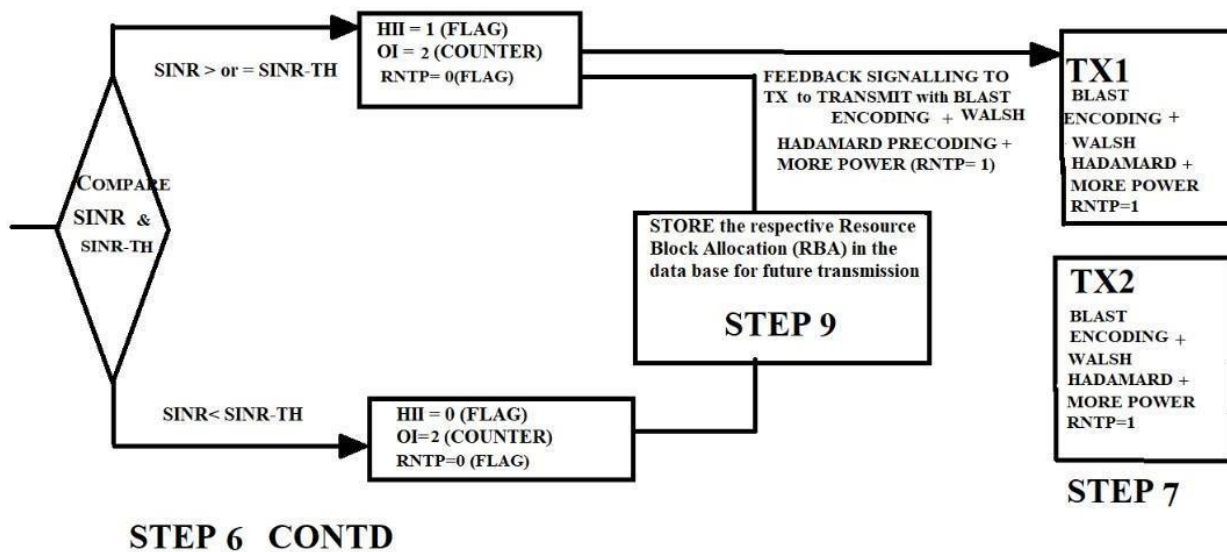 HII = 1 (FLAG)
OI = 2 (COUNTER)
RNTP= 0(FLAG)
SINR > or = SINR-TH
COMPARE
SINR &
SINR-TH
SINR< SINR-TH
HII = 0 (FLAG)
OI=2 (COUNTER)
RNTP=0 (FLAG)
FEEDBACK SIGNALLING TO
TX to TRANSMIT with BLAST
ENCODING + WALSH
HADAMARD PRECODING +
MORE POWER (RNTP= 1)
STORE the respective Resource
Block Allocation (RBA) in the
data base for future transmission
STEP 9
TX1
BLAST
ENCODING +
WALSH
HADAMARD +
MORE POWER
RNTP=1
TX2
BLAST
ENCODING +
WALSH
HADAMARD +
MORE POWER
RNTP=1
STEP 7
STEP 6 CONTD